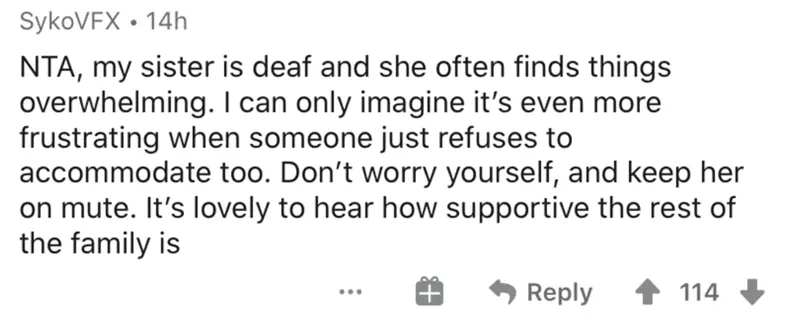 SykoVFX • 14h
NTA, my sister is deaf and she often finds things
overwhelming. I can only imagine it’s even more
frustrating when someone just refuses to
accommodate too. Don’t worry yourself, and keep her
on mute. It’s lovely to hear how supportive the rest of
the family is
Reply 114